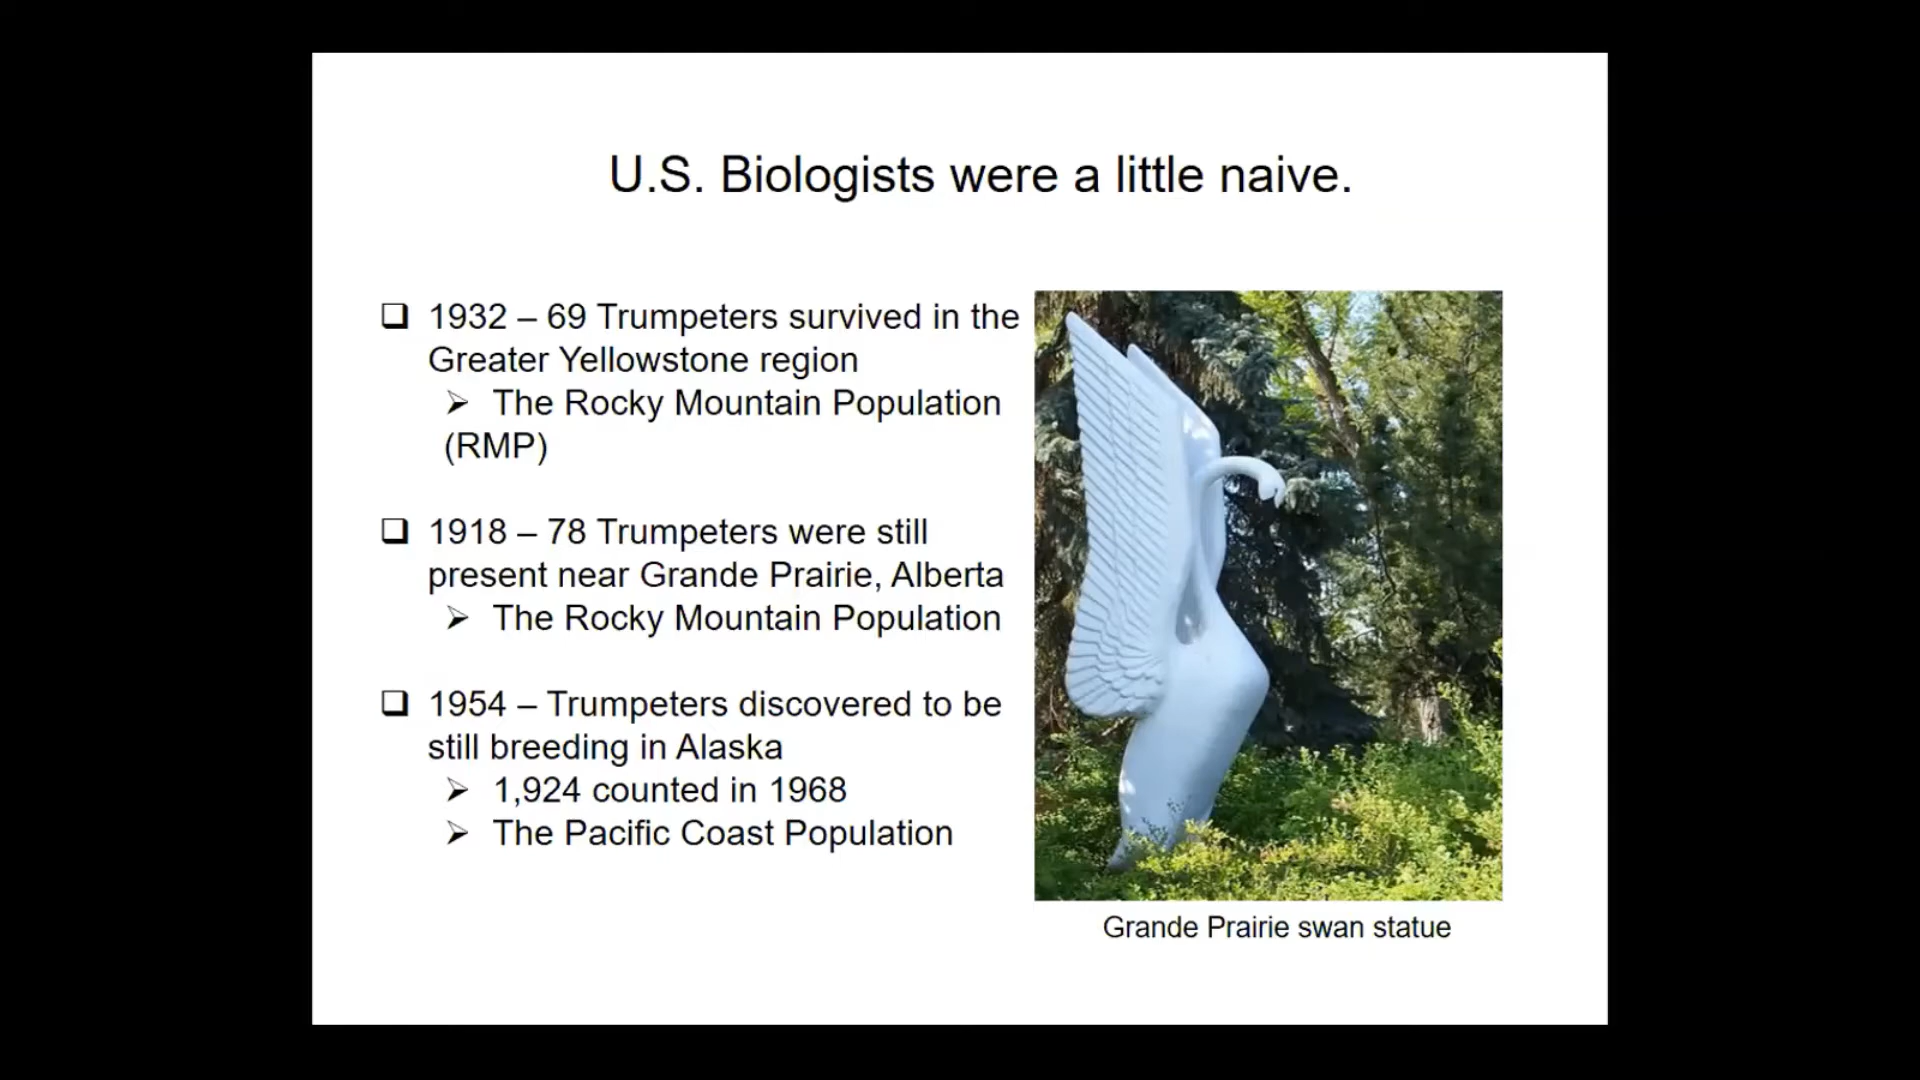 U.S. Biologists were a little naive.
❑ 1932 – 69 Trumpeters survived in the
Greater Yellowstone region
➢ The Rocky Mountain Population
(RMP)
❑ 1918 – 78 Trumpeters were still
present near Grande Prairie, Alberta
➢ The Rocky Mountain Population
❑ 1954 – Trumpeters discovered to be
still breeding in Alaska
➢ 1,924 counted in 1968
➢ The Pacific Coast Population
Grande Prairie swan statue